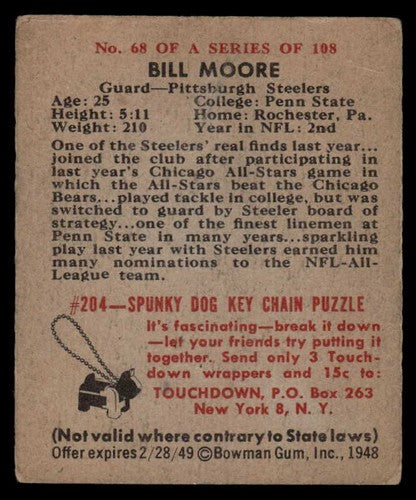 No. 68 OF A SERIES OF 108
BILL MOORE
Guard—Pittsburgh Steelers
Age: 25 College: Penn State
Height: 5:11 Home: Rochester, Pa.
Weight: 210 Year in NFL: 2nd
One of the Steelers' real finds last year...
joined the club after participating in
last year's Chicago All-Stars game in
which the All-Stars beat the Chicago
Bears...played tackle in college, but was
switched to guard by Steeler board of
strategy...one of the finest linemen at
Penn State in many years...sparkling
play last year with Steelers earned him
many nominations to the NFL-All-
League team.
#204—SPUNKY DOG KEY CHAIN PUZZLE
It's fascinating—break it down
—let your friends try putting it
together. Send only 3 Touch-
down wrappers and 15c to:
TOUCHDOWN, P.O. Box 263
New York 8, N. Y.
(Not valid where contrary to State laws)
Offer expires 2/28/49 ©Bowman Gum, Inc., 1948